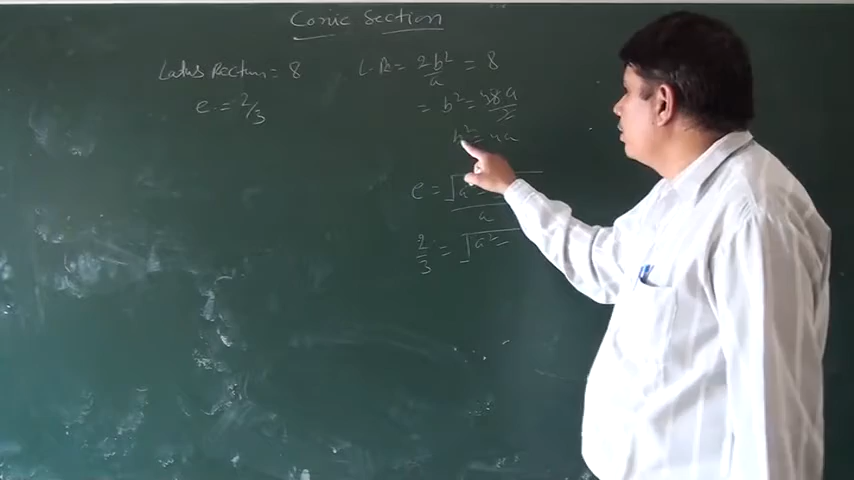 Conic Section
Latus Rectum = 8
e = 2/3
L.R = 2b²/a = 8
= b² = 8a/2
b² = 4a
e = √a²
a
2/3 = √a² -